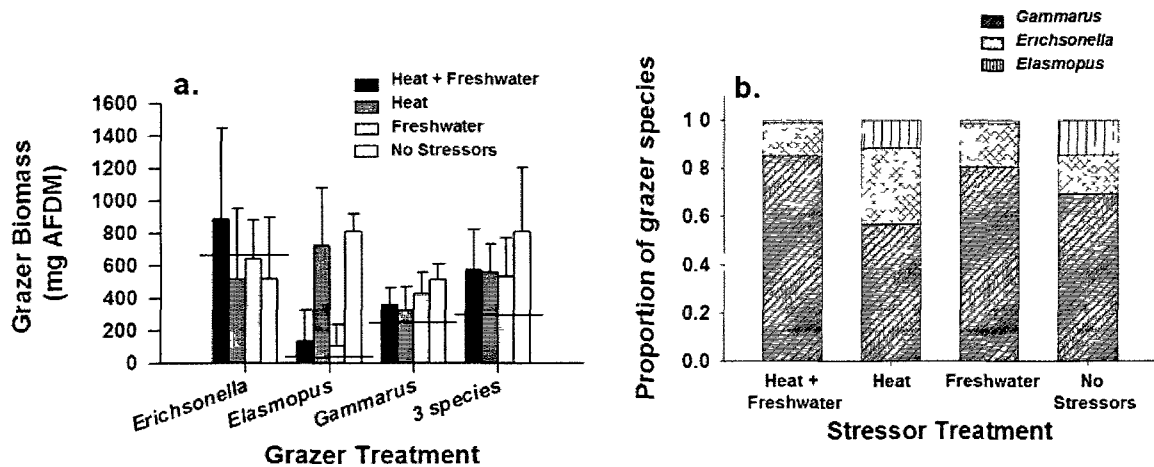 a.
Heat + Freshwater
Heat
Freshwater
No Stressors
Grazer Biomass
(mg AFDM)
1600
1400
1200
1000
800
600
400
200
0
Erichsonella
Elasmopus
Gammarus
3 species
Grazer Treatment
Gammarus
Erichsonella
Elasmopus
b.
Proportion of grazer species
1 0
0.8
0.6
0.4
0.2
0.0
Heat +
Freshwater
Heat
Freshwater
No
Stressors
Stressor Treatment